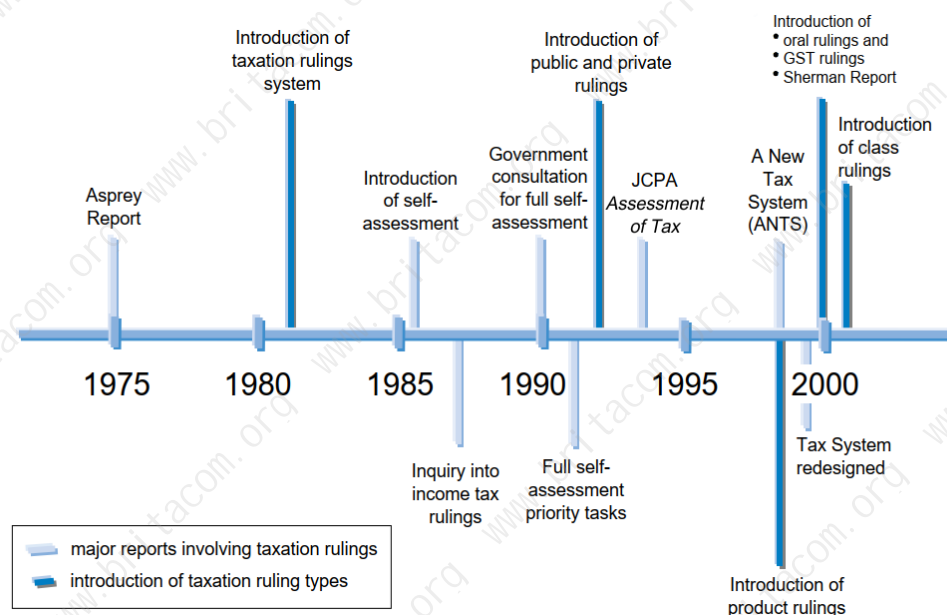 Introduction of
• oral rulings and
• GST rulings
• Sherman Report
Introduction of
taxation rulings
system
Introduction of
public and private
rulings
Introduction
of class
rulings
Asprey
Report
Introduction
of self-
assessment
Government
consultation
for full self-
assessment
JCPA
Assessment
of Tax
A New
Tax
System
(ANTS)
1975
1980
1985
1990
1995
2000
Inquiry into
income tax
rulings
Full self-
assessment
priority tasks
Tax System
redesigned
Introduction of
product rulings
major reports involving taxation rulings
introduction of taxation ruling types
www.britacom.org